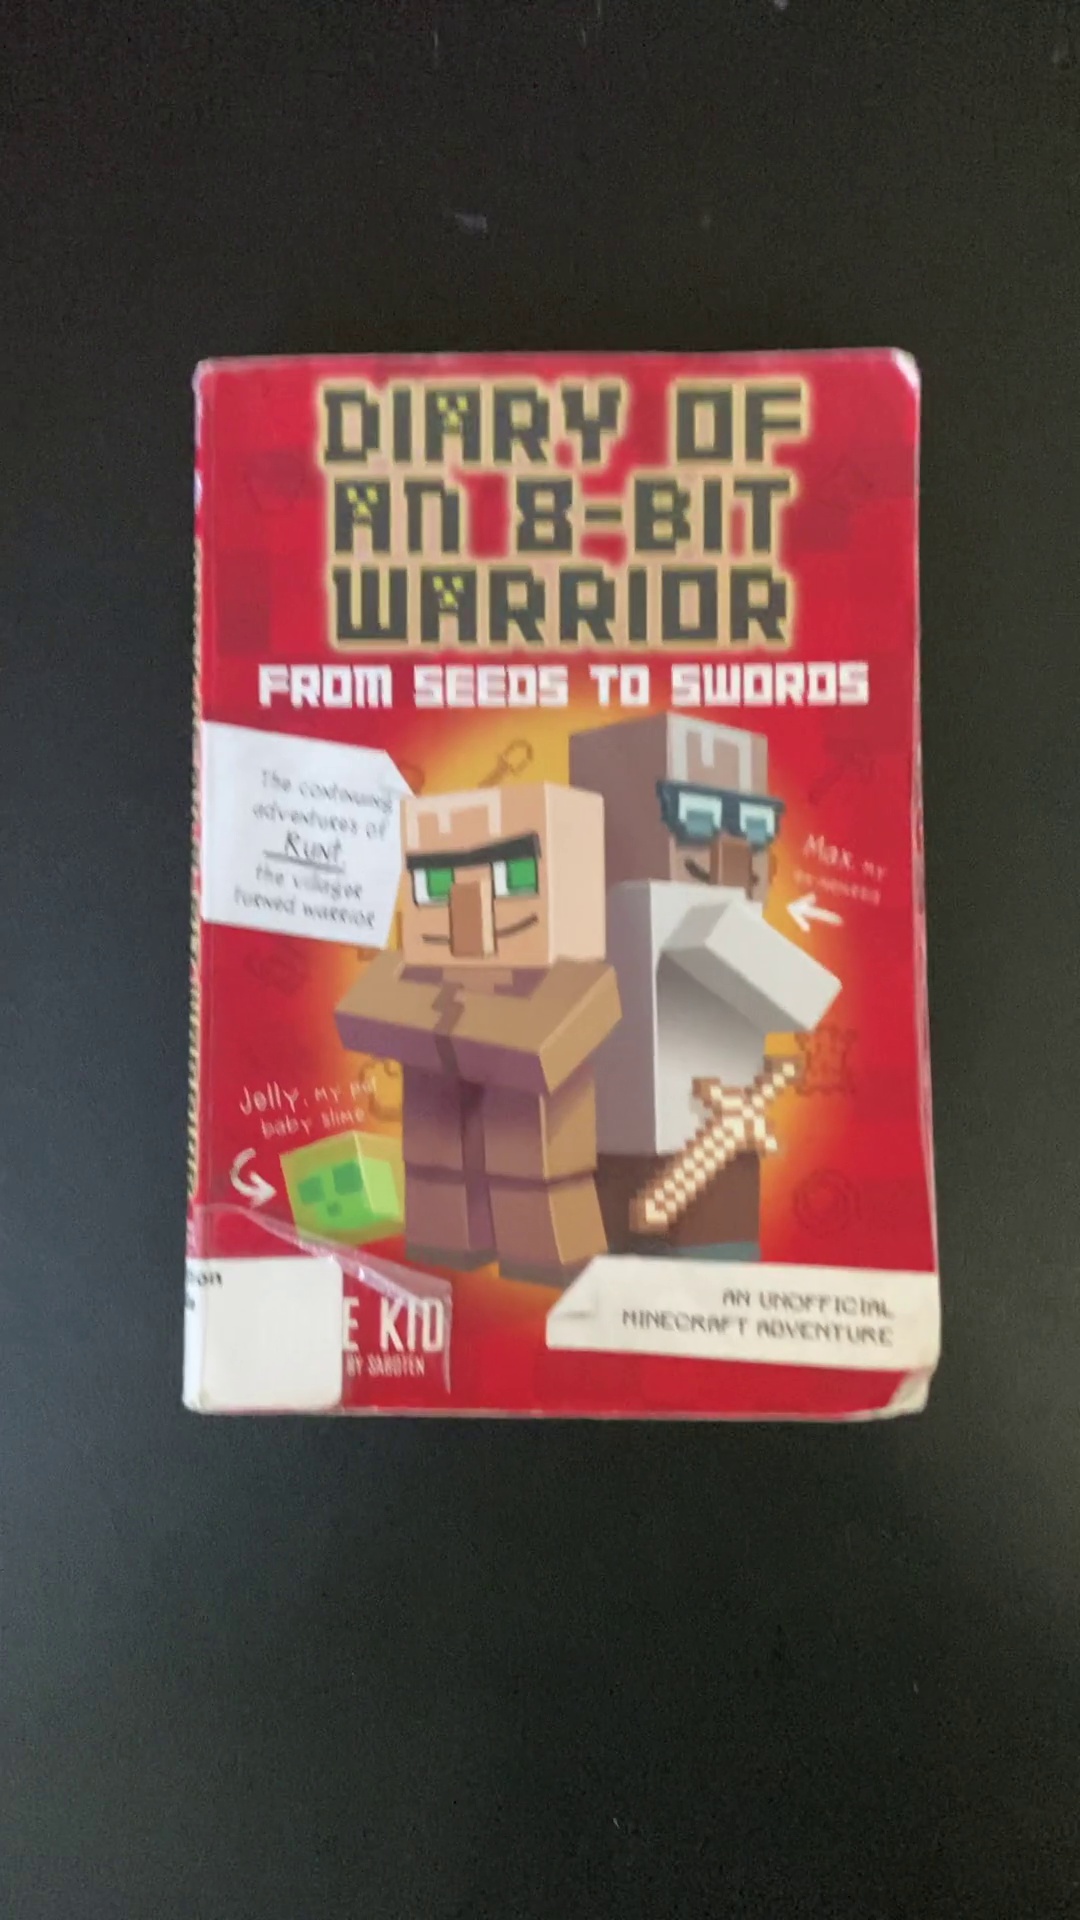 DIARY OF
AN 8-BIT
WARRIOR
FROM SEEDS TO SWORDS
The continuing
adventures of
Runt,
the villager
turned warrior
Max, my
Jelly, my pet
baby slime
E KID
BY SABOTEN
AN UNOFFICIAL
MINECRAFT ADVENTURE